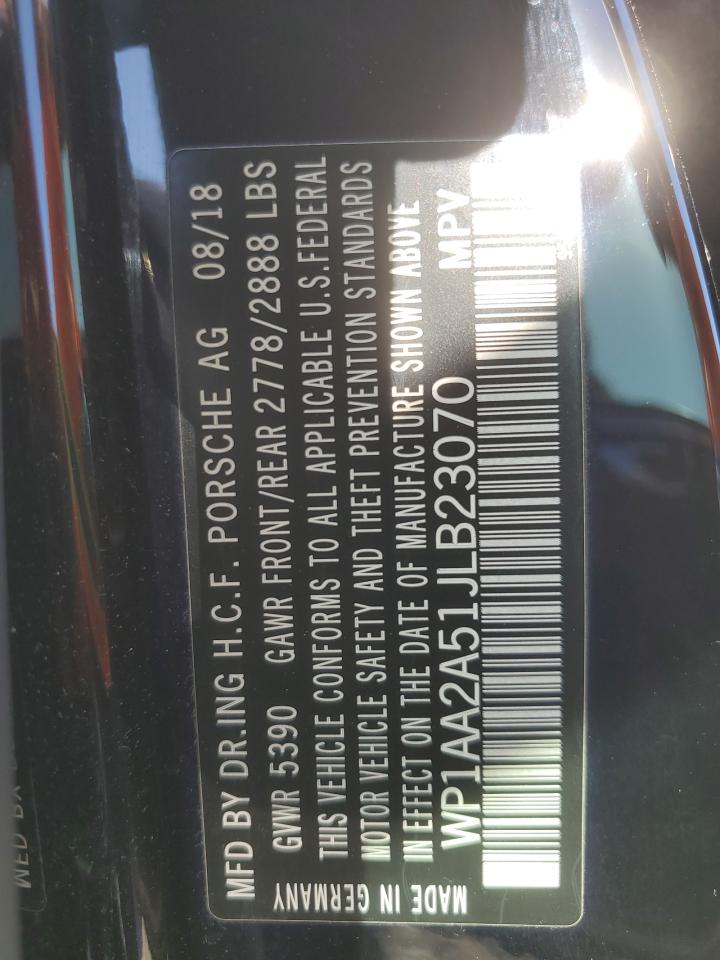 MFD BY DR.ING H.C.F. PORSCHE AG 08/18
GVWR 5390 GAWR FRONT/REAR 2778/2888 LBS
THIS VEHICLE CONFORMS TO ALL APPLICABLE U.S.FEDERAL
MOTOR VEHICLE SAFETY AND THEFT PREVENTION STANDARDS
IN EFFECT ON THE DATE OF MANUFACTURE SHOWN ABOVE
WP1AA2A51JLB23070 MPV
MADE IN GERMANY